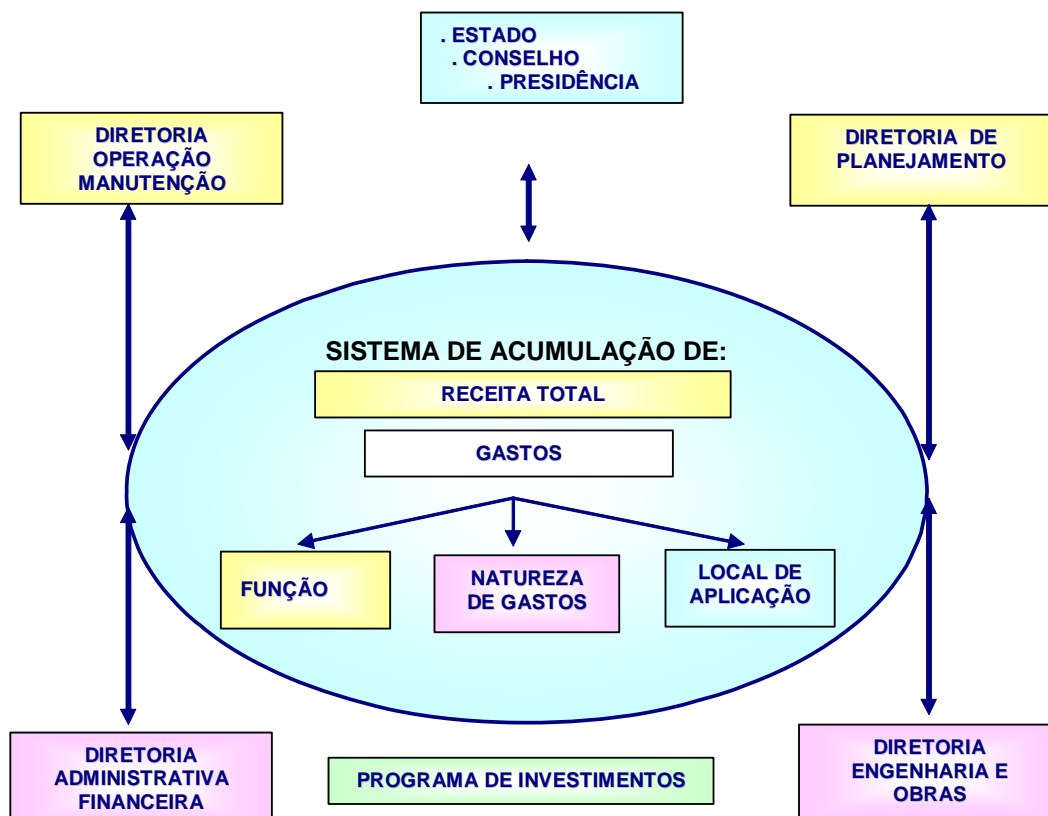 . ESTADO
. CONSELHO
. PRESIDÊNCIA
DIRETORIA
OPERAÇÃO
MANUTENÇÃO
DIRETORIA DE
PLANEJAMENTO
SISTEMA DE ACUMULAÇÃO DE:
RECEITA TOTAL
GASTOS
FUNÇÃO
NATUREZA
DE GASTOS
LOCAL DE
APLICAÇÃO
DIRETORIA
ADMINISTRATIVA
FINANCEIRA
PROGRAMA DE INVESTIMENTOS
DIRETORIA
ENGENHARIA E
OBRAS